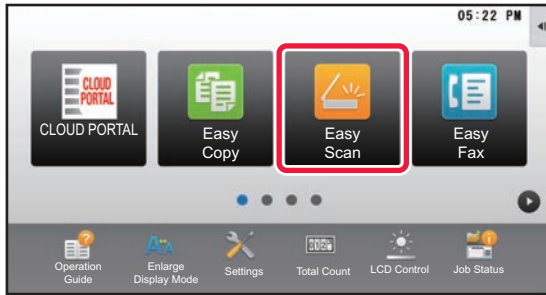 05:22 PM
CLOUD
PORTAL
CLOUD PORTAL
Easy
Copy
Easy
Scan
Easy
Fax
Operation
Guide
Enlarge
Display Mode
Settings
Total Count
LCD Control
Job Status